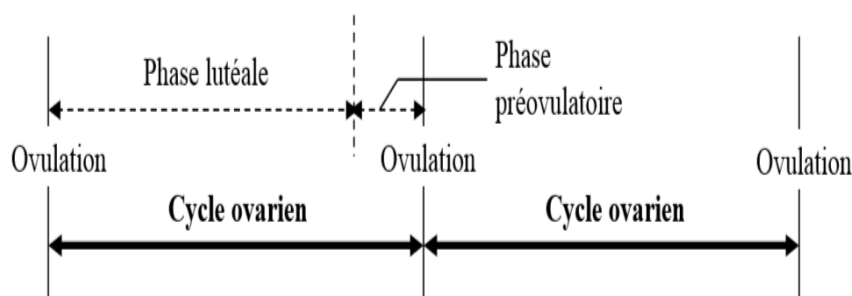 Phase lutéale
Phase
préovulatoire
Ovulation
Ovulation
Ovulation
Cycle ovarien
Cycle ovarien